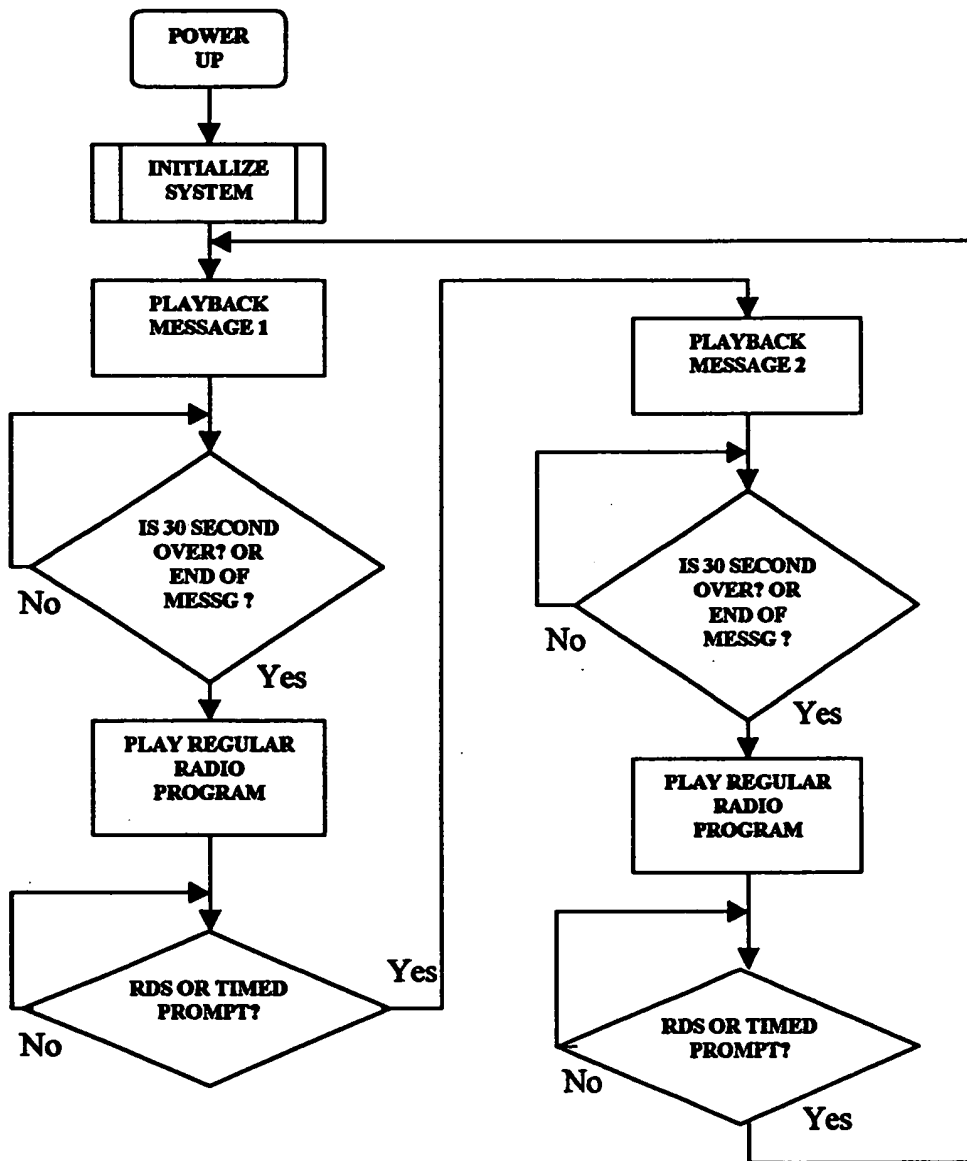 POWER
UP
INITIALIZE
SYSTEM
PLAYBACK
MESSAGE 1
IS 30 SECOND
OVER? OR
END OF
MESSG ?
No
Yes
PLAY REGULAR
RADIO
PROGRAM
RDS OR TIMED
PROMPT?
No
Yes
PLAYBACK
MESSAGE 2
IS 30 SECOND
OVER? OR
END OF
MESSG ?
No
Yes
PLAY REGULAR
RADIO
PROGRAM
RDS OR TIMED
PROMPT?
No
Yes